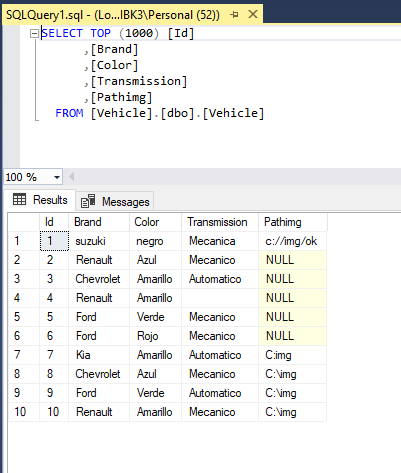 SQLQuery1.sql - (Lo...IBK3\Personal (52))
SELECT TOP (1000) [Id]
,[Brand]
,[Color]
,[Transmission]
,[Pathimg]
FROM [Vehicle].[dbo].[Vehicle]
100 %
Results Messages
Id Brand Color Transmission Pathimg
1 1 suzuki negro Mecanica c://img/ok
2 2 Renault Azul Mecanico NULL
3 3 Chevrolet Amarillo Automatico NULL
4 4 Renault Amarillo NULL
5 5 Ford Verde Mecanico NULL
6 6 Ford Rojo Mecanico NULL
7 7 Kia Amarillo Automatico C:img
8 8 Chevrolet Azul Mecanico C:\img
9 9 Ford Verde Automatico C:\img
10 10 Renault Amarillo Mecanico C:\img